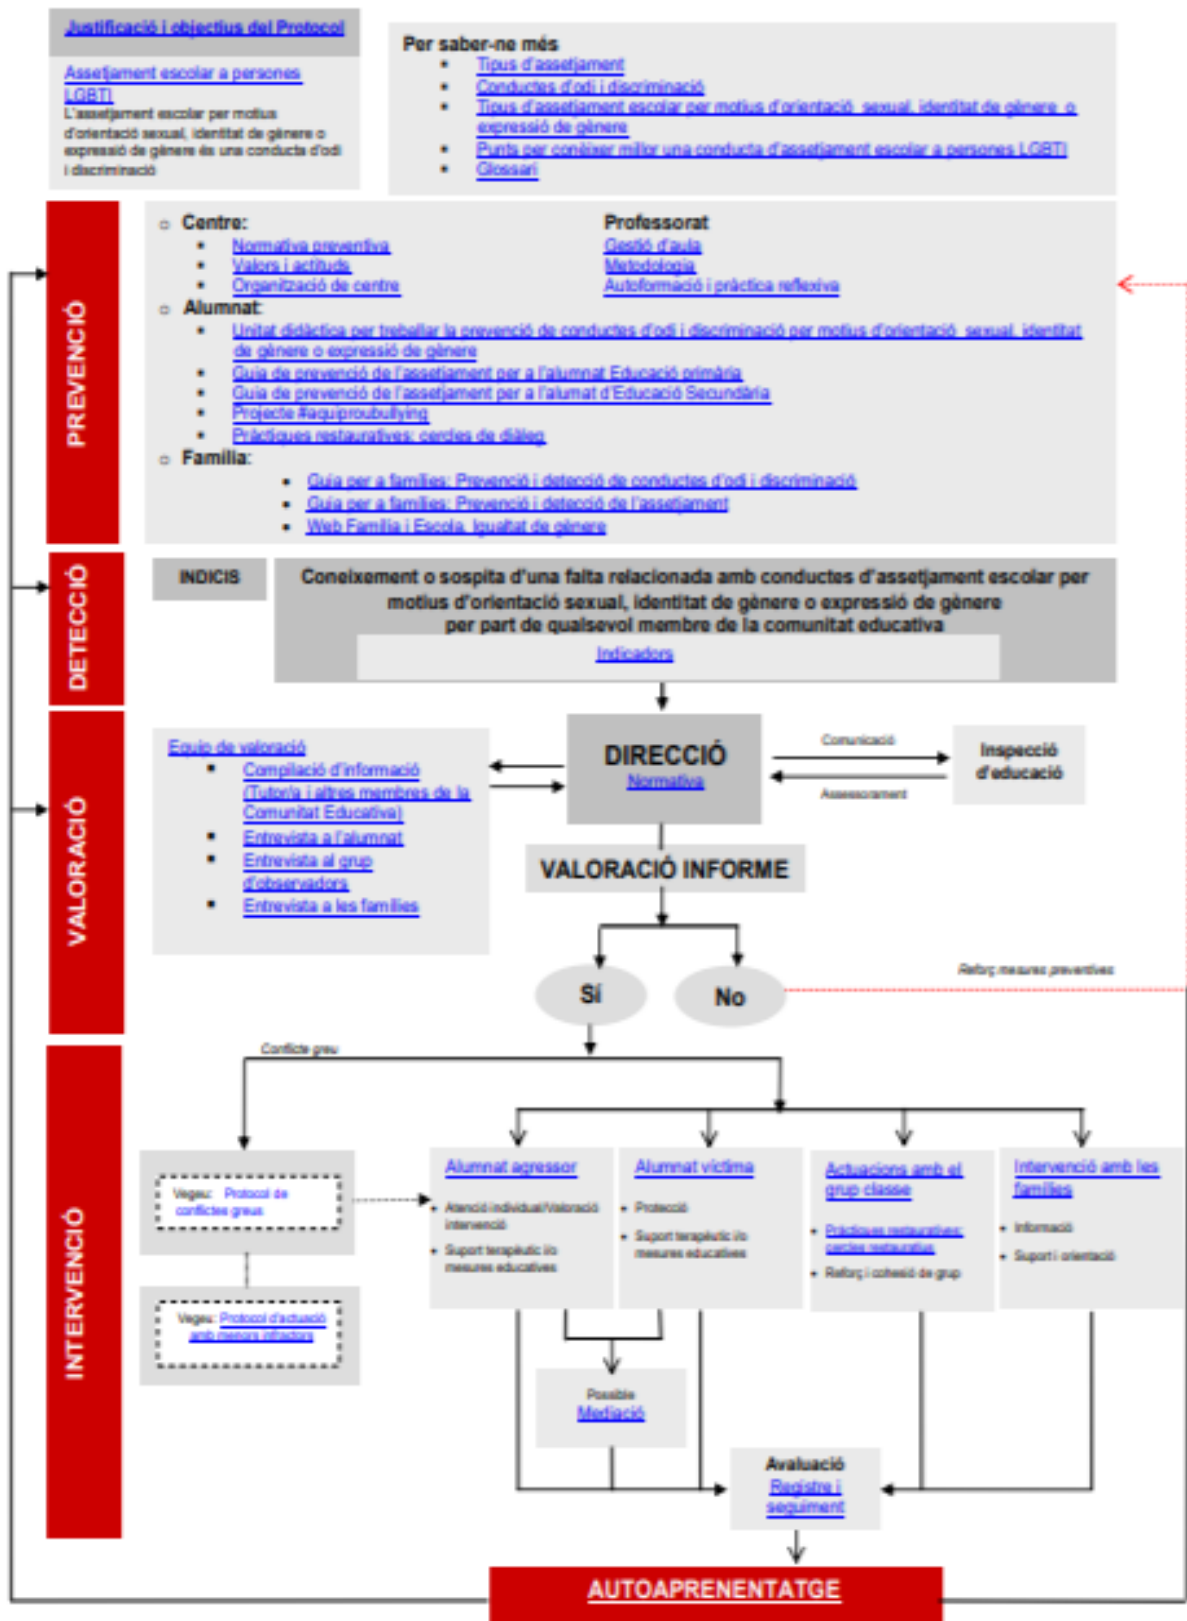 Justificació i objectius del Protocol
Assetjament escolar a persones
LGBTI
L'assetjament escolar per motius
d'orientació sexual, identitat de gènere o
expressió de gènere és una conducta d'odi
i discriminació
Per saber-ne més
Tipus d'assetjament
Conductes d'odi i discriminació
Tipus d'assetjament escolar per motius d'orientació sexual, identitat de gènere o
expressió de gènere
Punts per conèixer millor una conducta d'assetjament escolar a persones LGBTI
Glossari
PREVENCIÓ
Centre:
Normativa preventiva
Valors i actituds
Organització de centre
Professorat
Gestió d'aula
Metodologia
Autoformació i pràctica reflexiva
Alumnat:
Unitat didàctica per treballar la prevenció de conductes d'odi i discriminació per motius d'orientació sexual, identitat
de gènere o expressió de gènere
Guia de prevenció de l'assetjament per a l'alumnat Educació primària
Guia de prevenció de l'assetjament per a l'alumat d'Educació Secundària
Projecte #aquiproubullying
Pràctiques restauratives: cercles de diàleg
Família:
Guia per a famílies: Prevenció i detecció de conductes d'odi i discriminació
Guia per a famílies: Prevenció i detecció de l'assetjament
Web Família i Escola. Igualtat de gènere
DETECCIÓ
INDICIS
Coneixement o sospita d'una falta relacionada amb conductes d'assetjament escolar per
motius d'orientació sexual, identitat de gènere o expressió de gènere
per part de qualsevol membre de la comunitat educativa
Indicadors
VALORACIÓ
Equip de valoració
Compilació d'informació
(Tutor/a i altres membres de la
Comunitat Educativa)
Entrevista a l'alumnat
Entrevista al grup
d'observadors
Entrevista a les famílies
DIRECCIÓ
Normativa
Comunicació
Assessorament
Inspecció
d'educació
VALORACIÓ INFORME
Sí
No
Reforç mesures preventives
INTERVENCIÓ
Conflicte greu
Vegeu: Protocol de
conflictes greus
Vegeu: Protocol d'actuació
amb menors infractors
Alumnat agressor
Atenció individual/Valoració
intervenció
Suport terapèutic i/o
mesures educatives
Alumnat víctima
Protecció
Suport terapèutic i/o
mesures educatives
Actuacions amb el
grup classe
Pràctiques restauratives:
cercles restauratius
Reforç i cohesió de grup
Intervenció amb les
famílies
Informació
Suport i orientació
Possible
Mediació
Avaluació
Registre i
seguiment
AUTOAPRENENTATGE